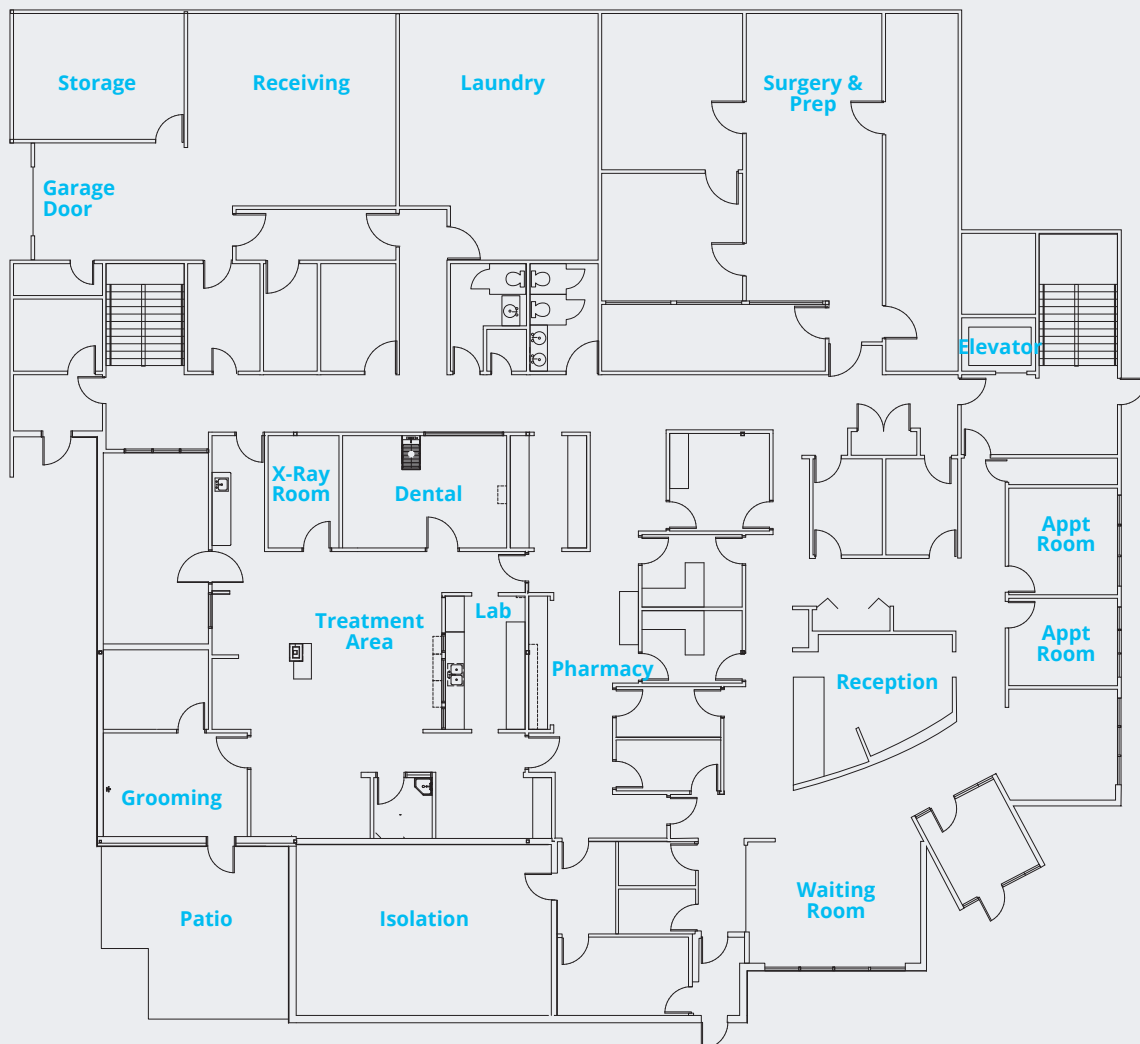 Storage
Receiving
Laundry
Surgery &
Prep
Garage
Door
Elevator
X-Ray
Room
Dental
Appt
Room
Treatment
Area
Lab
Pharmacy
Appt
Room
Reception
Grooming
Waiting
Room
Patio
Isolation